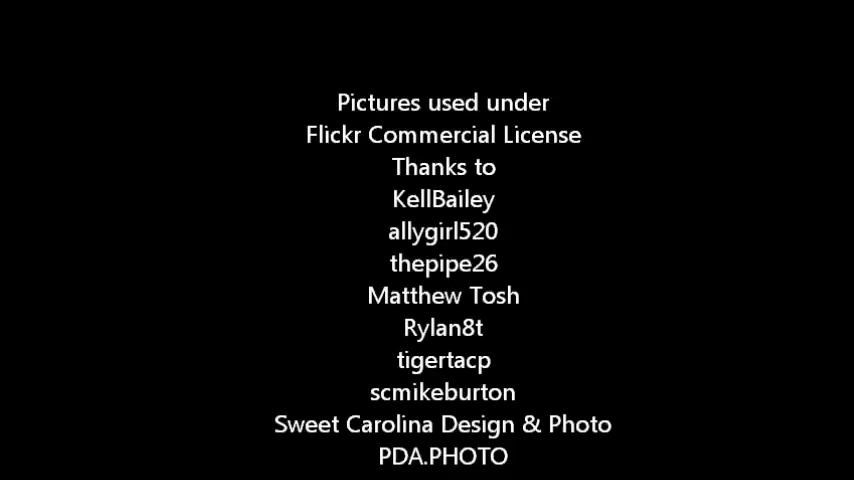 Pictures used under
Flickr Commercial License
Thanks to
KellBailey
allygirl520
thepipe26
Matthew Tosh
Rylan8t
tigertacp
scmikeburton
Sweet Carolina Design & Photo
PDA.PHOTO